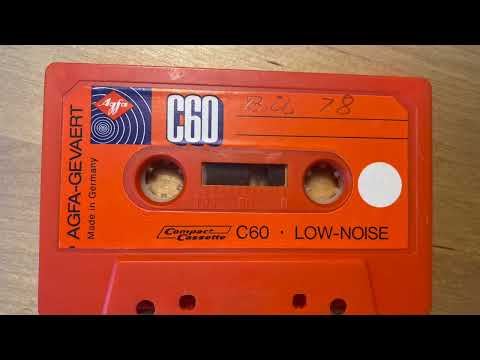 Agfa
C60
78
AGFA-GEVAERT
Made in Germany
Compact
Cassette
C60 · LOW-NOISE